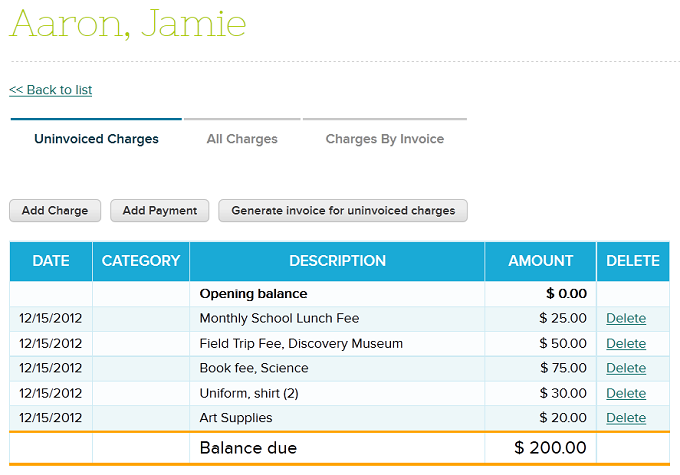 Aaron, Jamie
<< Back to list
Uninvoiced Charges All Charges Charges By Invoice
Add Charge Add Payment Generate invoice for uninvoiced charges
DATE CATEGORY DESCRIPTION AMOUNT DELETE
Opening balance $ 0.00
12/15/2012 Monthly School Lunch Fee $ 25.00 Delete
12/15/2012 Field Trip Fee, Discovery Museum $ 50.00 Delete
12/15/2012 Book fee, Science $ 75.00 Delete
12/15/2012 Uniform, shirt (2) $ 30.00 Delete
12/15/2012 Art Supplies $ 20.00 Delete
Balance due $ 200.00